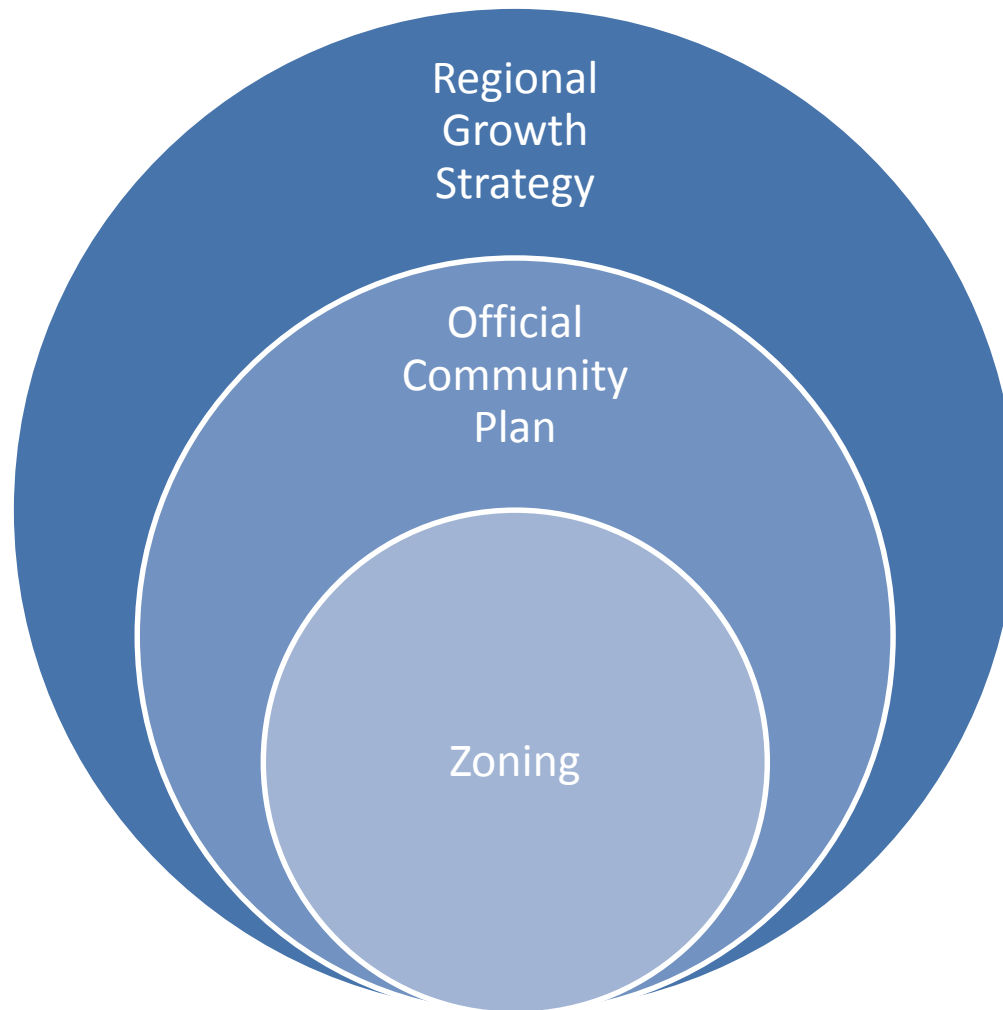 Regional
Growth
Strategy
Official
Community
Plan
Zoning